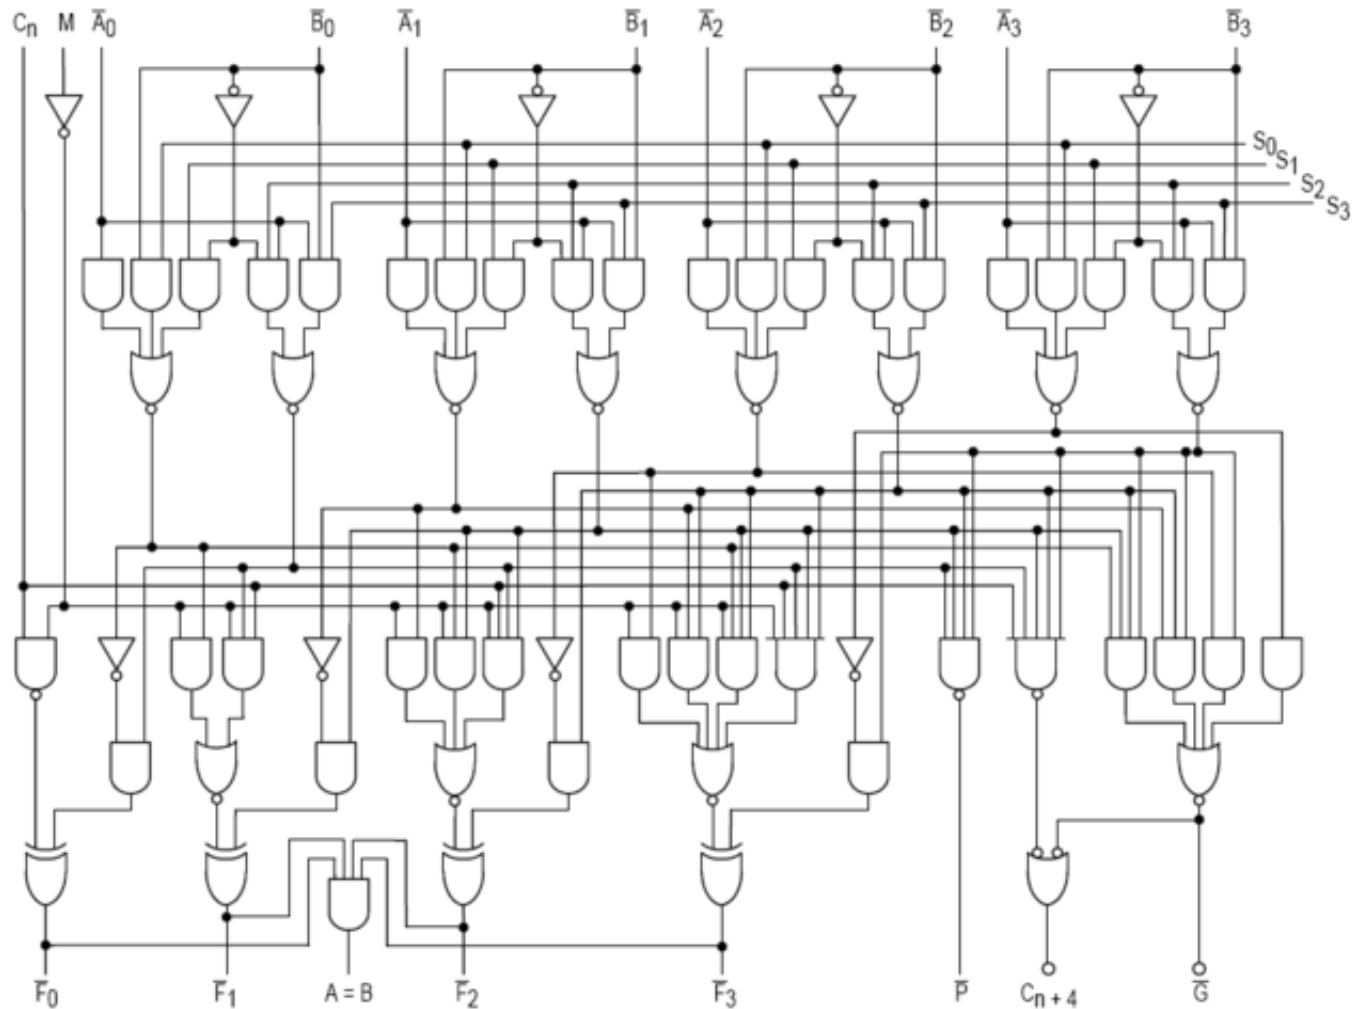 Cn M A̅0 B̅0 A̅1 B̅1 A̅2 B̅2 A̅3 B̅3
S0
S1
S2
S3
F̅0 F̅1 A = B F̅2 F̅3 P̅ Cn + 4 G̅